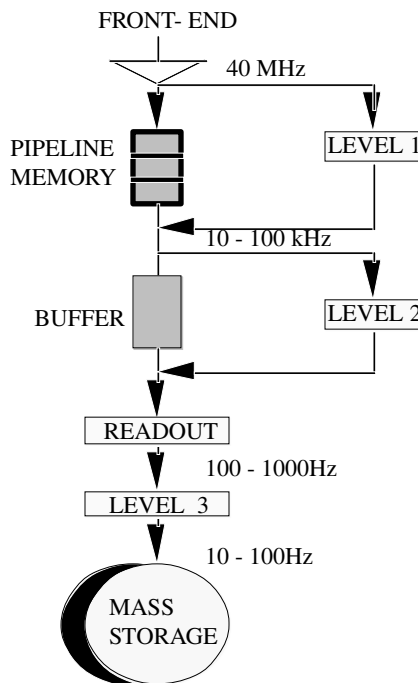 FRONT- END
40 MHz
PIPELINE
MEMORY
LEVEL 1
10 - 100 kHz
BUFFER
LEVEL 2
READOUT
100 - 1000Hz
LEVEL 3
10 - 100Hz
MASS
STORAGE